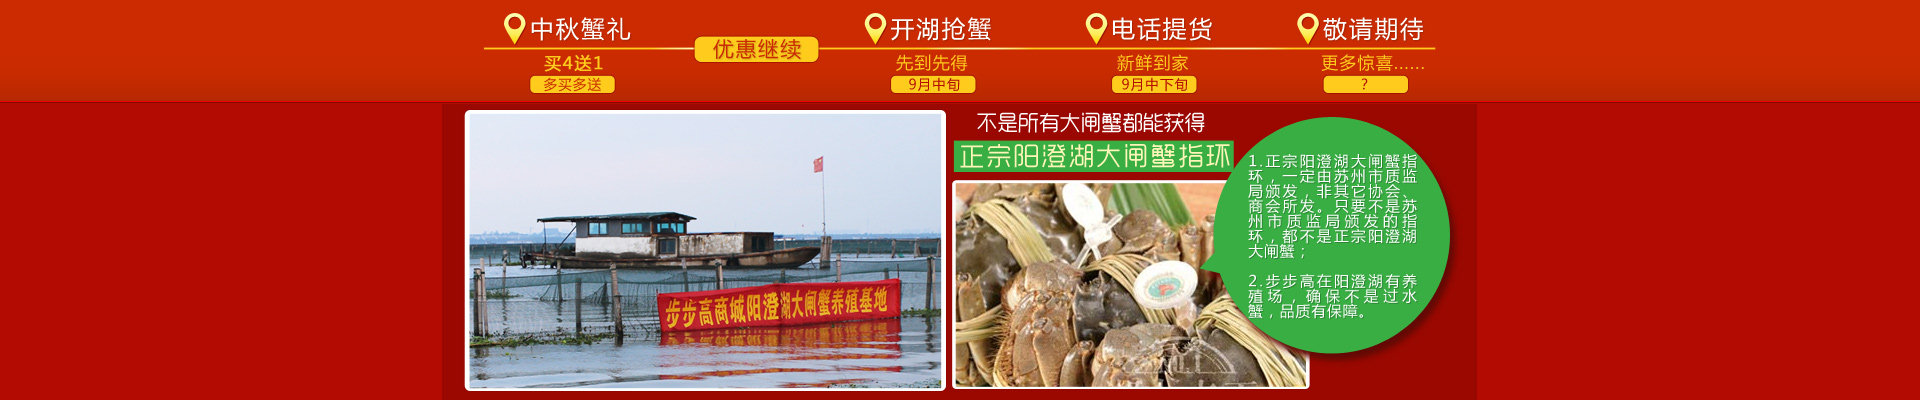 中秋蟹礼
买4送1
多买多送
优惠继续
开湖抢蟹
先到先得
9月中旬
电话提货
新鲜到家
9月中下旬
敬请期待
更多惊喜......
?
步步高商城阳澄湖大闸蟹养殖基地
不是所有大闸蟹都能获得
正宗阳澄湖大闸蟹指环
1.正宗阳澄湖大闸蟹指
环，一定由苏州市质监
局颁发，非其它协会、
商会所发。只要不是苏
州市质监局颁发的指
环，都不是正宗阳澄湖
大闸蟹；
2.步步高在阳澄湖有养
殖场，确保不是过水
蟹，品质有保障。